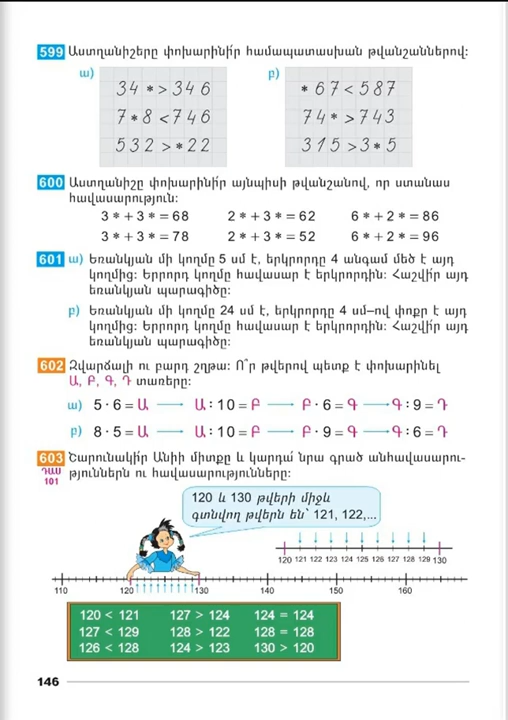 599 Աստղանիշերը փոխարինի՛ր համապատասխան թվանշաններով:
ա) բ)
34*>346 *67<587
7*8<746 74*>743
532>*22 315>3*5
600 Աստղանիշը փոխարինի՛ր այնպիսի թվանշանով, որ ստանաս
հավասարություն:
3* + 3* = 68 2* + 3* = 62 6* + 2* = 86
3* + 3* = 78 2* + 3* = 52 6* + 2* = 96
601 ա) Եռանկյան մի կողմը 5 սմ է, երկրորդը 4 անգամ մեծ է այդ
կողմից: Երրորդ կողմը հավասար է երկրորդին: Հաշվի՛ր այդ
եռանկյան պարագիծը:
բ) Եռանկյան մի կողմը 24 սմ է, երկրորդը 4 սմ–ով փոքր է այդ
կողմից: Երրորդ կողմը հավասար է երկրորդին: Հաշվի՛ր այդ
եռանկյան պարագիծը:
602 Զվարճալի ու բարդ շղթա: Ո՞ր թվերով պետք է փոխարինել
Ա, Բ, Գ, Դ տառերը:
ա) 5 · 6 = Ա → Ա : 10 = Բ → Բ · 6 = Գ → Գ : 9 = Դ
բ) 8 · 5 = Ա → Ա : 10 = Բ → Բ · 9 = Գ → Գ : 6 = Դ
603 Շարունակի՛ր Անիի միտքը և կարդա՛ նրա գրած անհավասարու-
ԴԱՍ թյուններն ու հավասարությունները:
101
120 և 130 թվերի միջև
գտնվող թվերն են՝ 121, 122,...
120 121 122 123 124 125 126 127 128 129 130
110 120 130 140 150 160
120 < 121 127 > 124 124 = 124
127 < 129 128 > 122 128 = 128
126 < 128 124 > 123 130 > 120
146